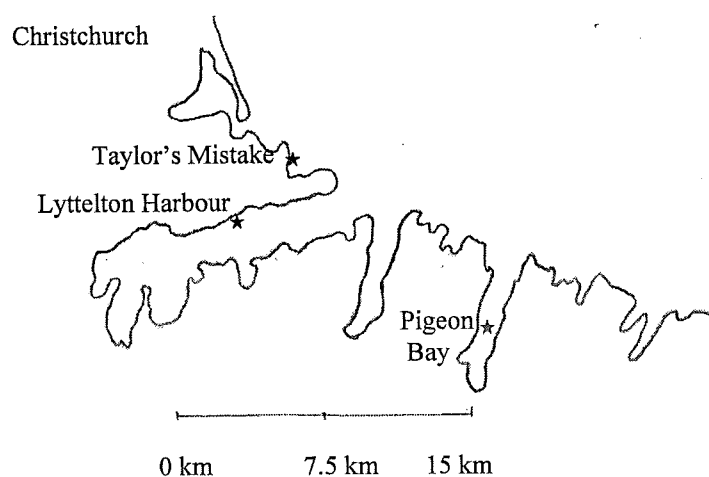 Christchurch
Taylor's Mistake
Lyttelton Harbour
Pigeon
Bay
0 km 7.5 km 15 km